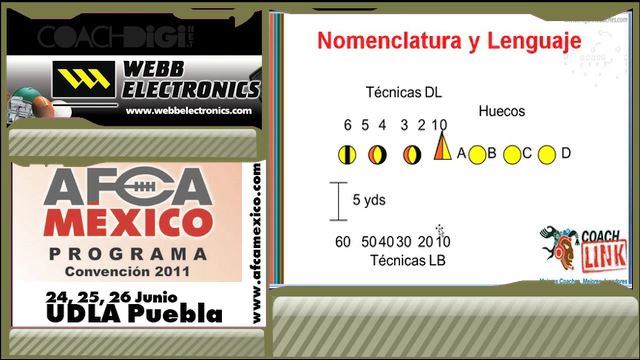 COACHDIGI.NET
WEBB
ELECTRONICS
www.webbelectronics.com
AFCA
MEXICO
PROGRAMA
Convención 2011
24, 25, 26 Junio
UDLA Puebla
www.afcamexico.com
Nomenclatura y Lenguaje
Técnicas DL
Huecos
6 5 4 3 2 10
A B C D
5 yds
60 50 40 30 20 10
Técnicas LB
COACH
LINK